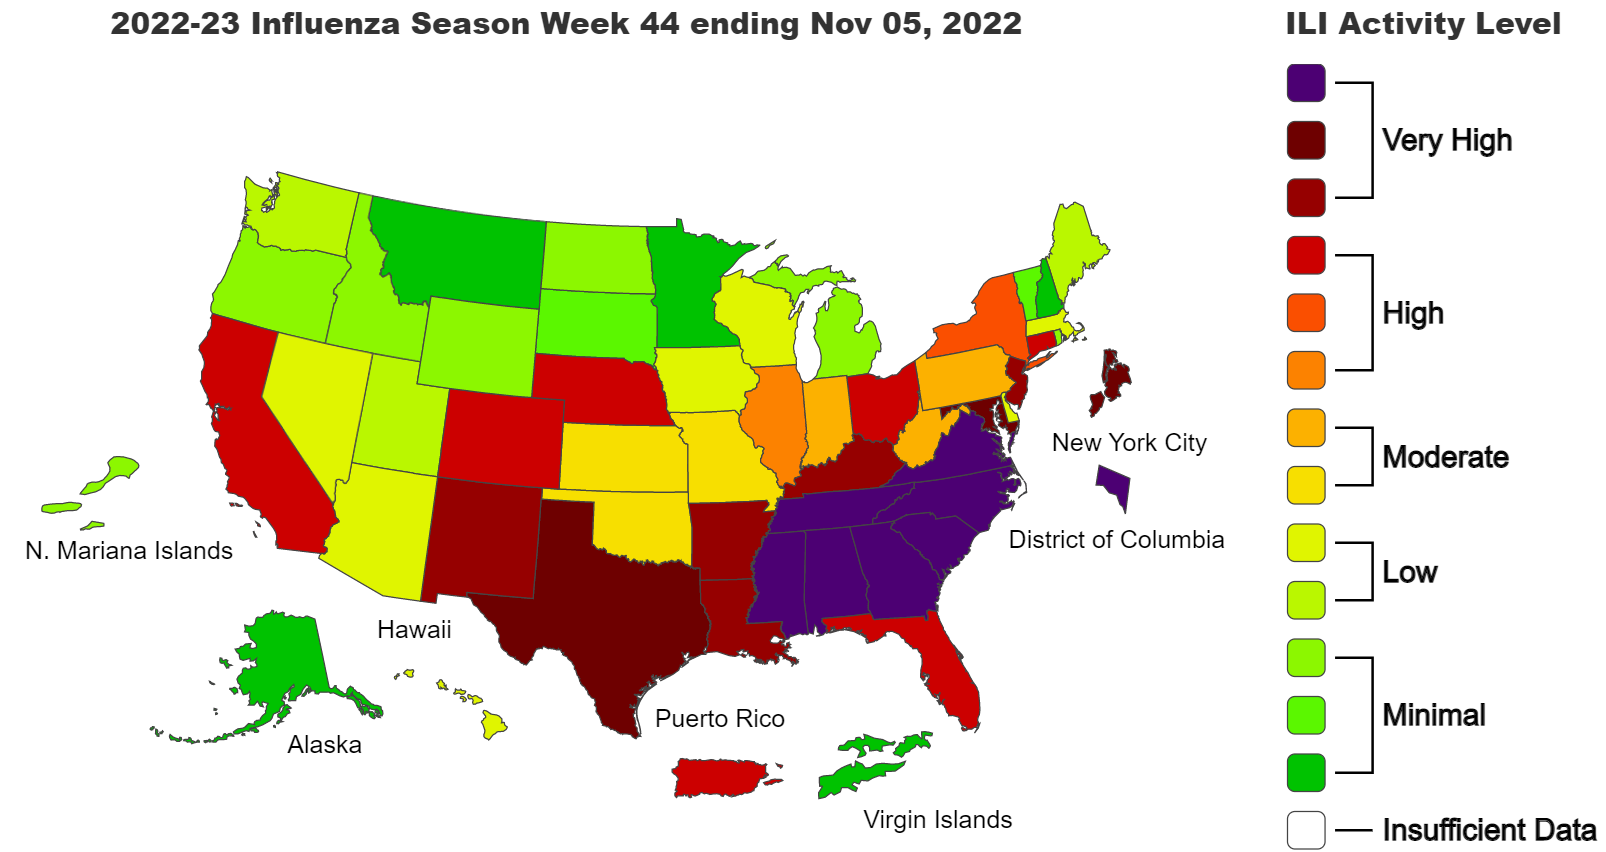 2022-23 Influenza Season Week 44 ending Nov 05, 2022
ILI Activity Level
Very High
High
Moderate
Low
Minimal
Insufficient Data
New York City
District of Columbia
N. Mariana Islands
Hawaii
Alaska
Puerto Rico
Virgin Islands